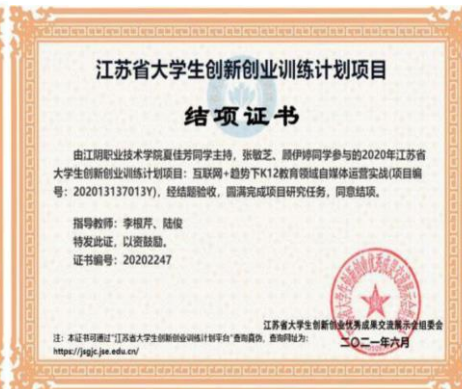 江苏省大学生创新创业训练计划项目
结项证书
由江阴职业技术学院夏佳芳同学主持，张敏芝、顾伊婷同学参与的2020年江苏省
大学生创新创业训练计划项目：互联网+趋势下K12教育领域自媒体运营实战(项目编
号：202013137013Y)，经结题验收，圆满完成项目研究任务，同意结项。
指导教师：李根芹、陆俊
特发此证，以资鼓励。
证书编号：20202247
江苏省大学生创新创业优秀成果交流展示会组委会
二〇二一年六月
注：本证书可通过“江苏省大学生创新创业训练计划平台”查询真伪，查询网址为：
https://jsgjc.jse.edu.cn/